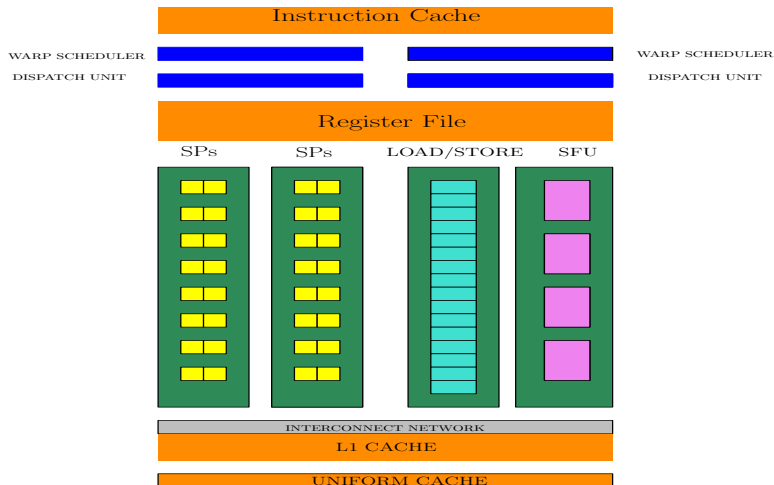 Instruction Cache
WARP SCHEDULER WARP SCHEDULER
DISPATCH UNIT DISPATCH UNIT
Register File
SPs SPs LOAD/STORE SFU
INTERCONNECT NETWORK
L1 CACHE
UNIFORM CACHE